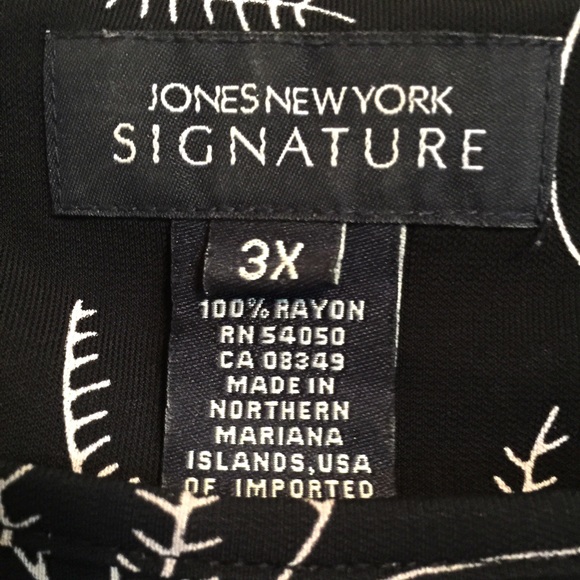 JONES NEW YORK
SIGNATURE
3X
100% RAYON
RN 54050
CA 08349
MADE IN
NORTHERN
MARIANA
ISLANDS,USA
OF IMPORTED